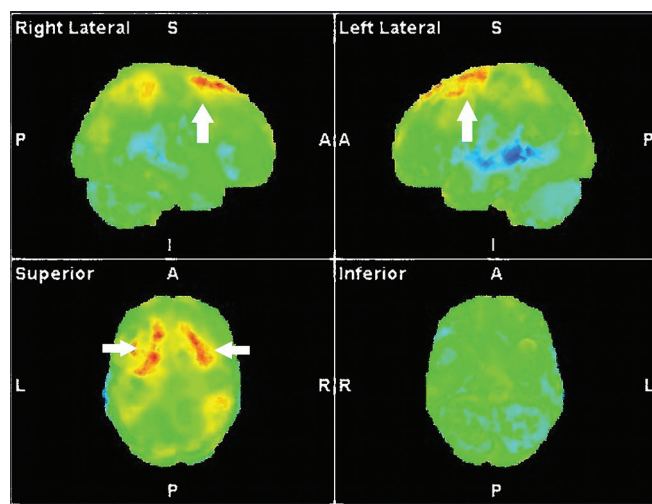 Right Lateral S
P
A
I
Left Lateral S
A
P
I
Superior A
L
R
P
Inferior A
R
L
P